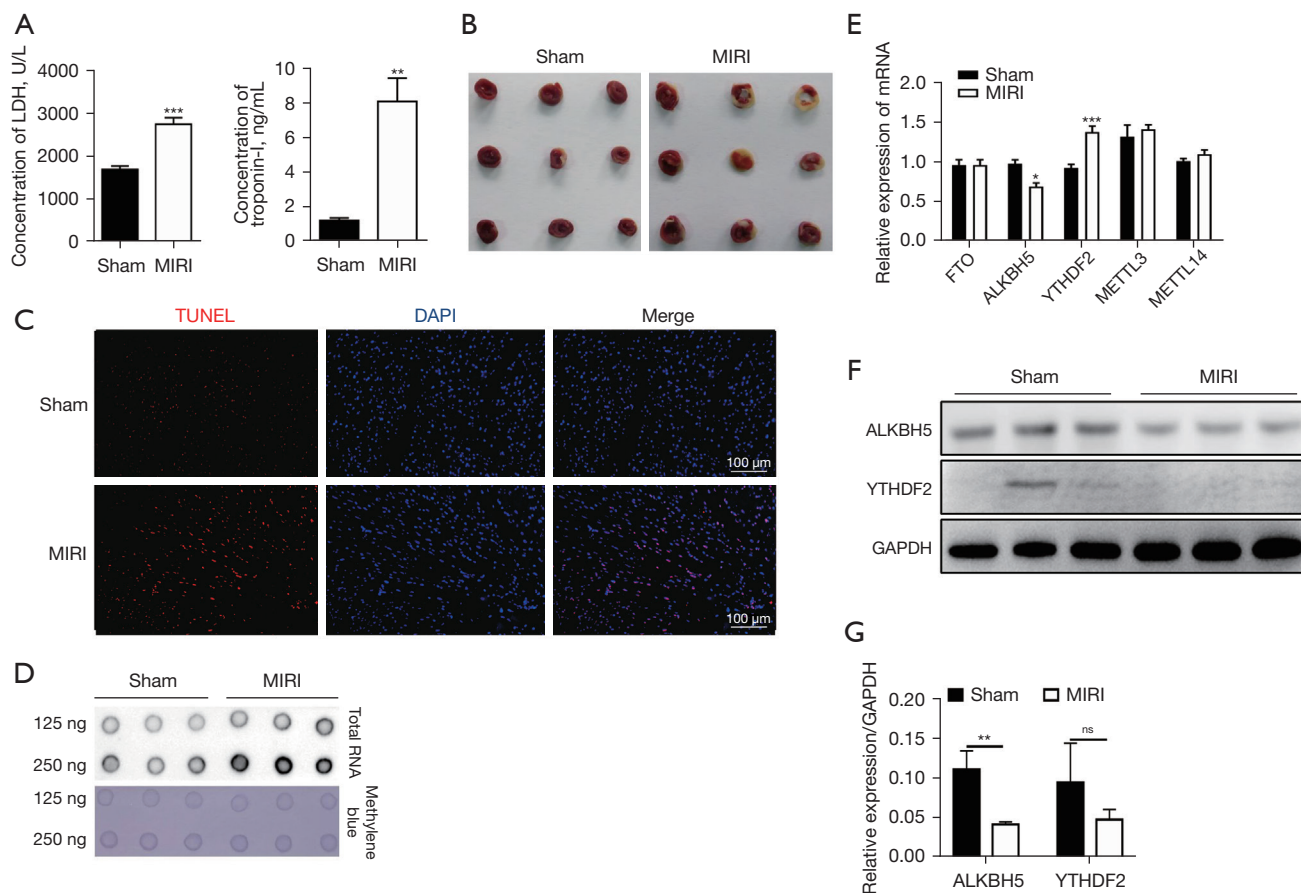 A
Concentration of LDH, U/L
4000
3000
2000
1000
0
***
Sham
MIRI
Concentration of
troponin-I, ng/mL
10
8
6
4
2
0
**
Sham
MIRI
B
Sham
MIRI
C
TUNEL
DAPI
Merge
Sham
100 μm
MIRI
100 μm
D
Sham
MIRI
125 ng
250 ng
Total RNA
125 ng
250 ng
Methylene
blue
E
Relative expression of mRNA
2.0
1.5
1.0
0.5
0.0
Sham
MIRI
*
***
FTO
ALKBH5
YTHDF2
METTL3
METTL14
F
Sham
MIRI
ALKBH5
YTHDF2
GAPDH
G
Relative expression/GAPDH
0.20
0.15
0.10
0.05
0.00
Sham
MIRI
**
ns
ALKBH5
YTHDF2